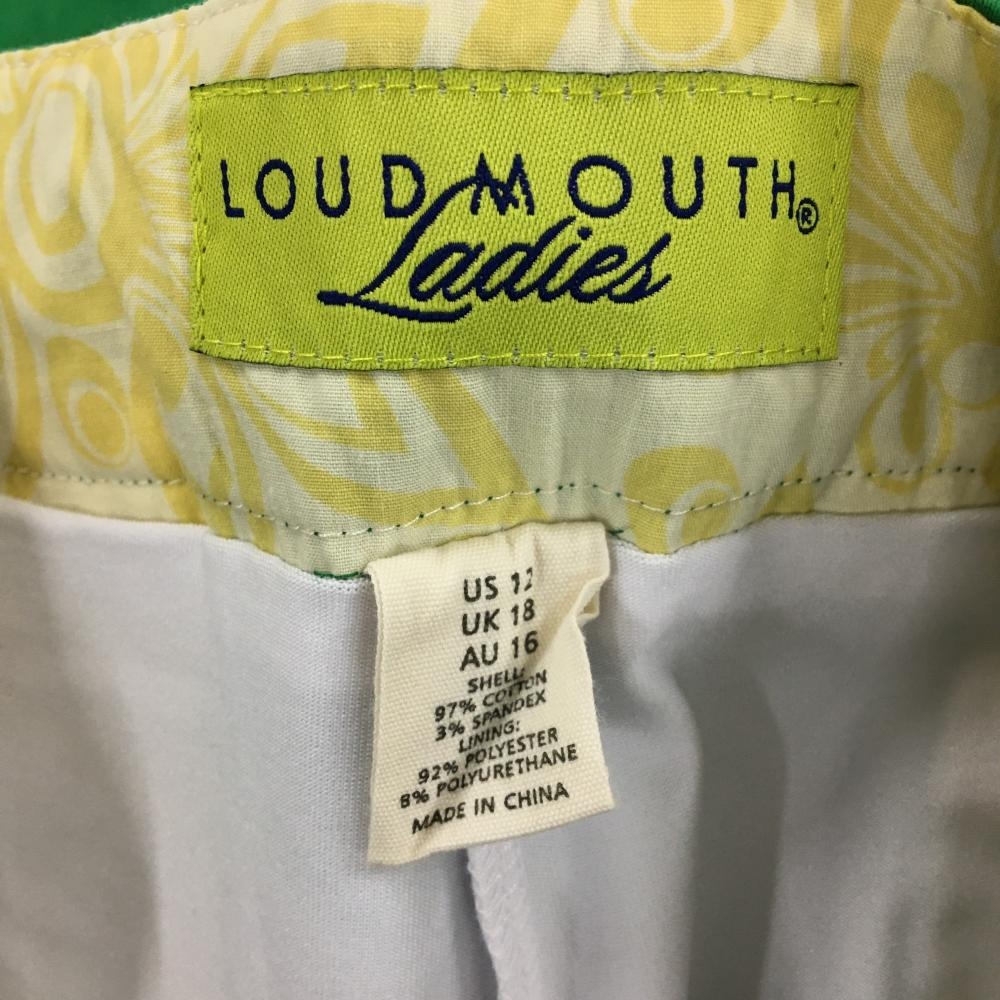 LOUDMOUTH®
Ladies
US 12
UK 18
AU 16
SHELL:
97% COTTON
3% SPANDEX
LINING:
92% POLYESTER
8% POLYURETHANE
MADE IN CHINA